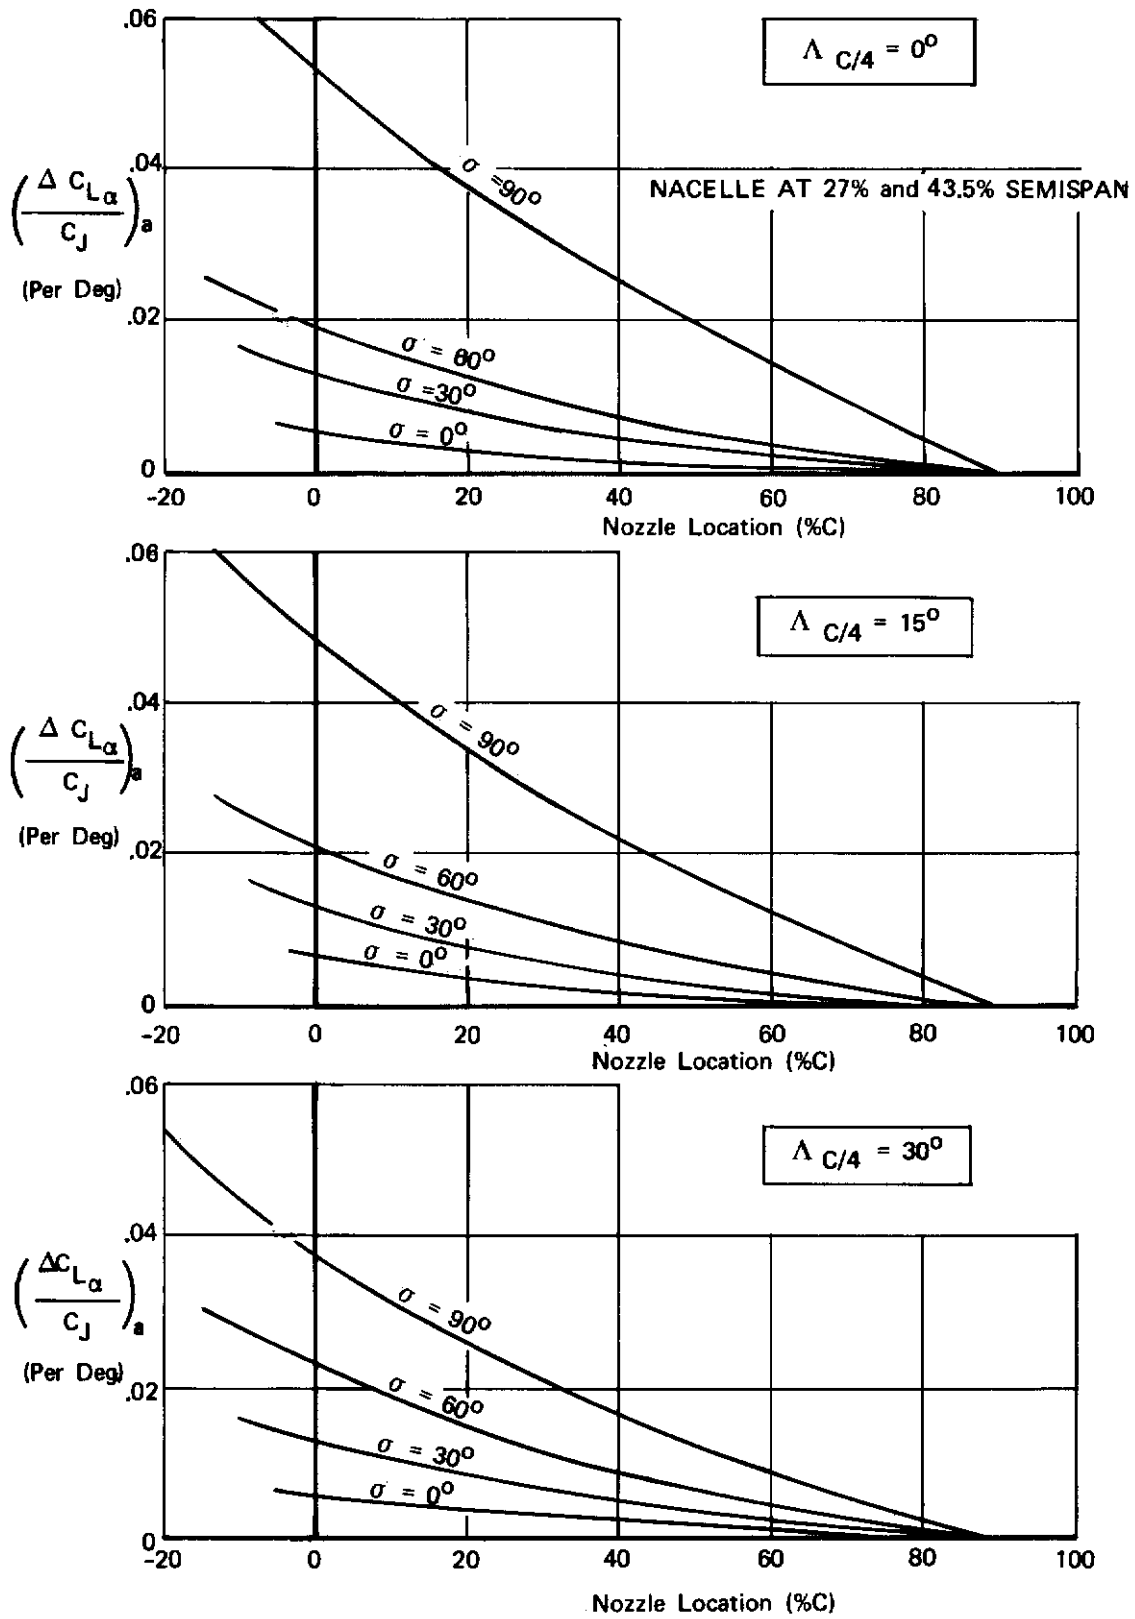 .06
Λ C/4 = 0°
.04
σ = 90°
NACELLE AT 27% and 43.5% SEMISPAN
(Δ CLα / CJ)a
(Per Deg)
.02
σ = 60°
σ = 30°
σ = 0°
0
-20 0 20 40 60 80 100
Nozzle Location (%C)
.06
Λ C/4 = 15°
.04
σ = 90°
(Δ CLα / CJ)a
(Per Deg)
.02
σ = 60°
σ = 30°
σ = 0°
0
-20 0 20 40 60 80 100
Nozzle Location (%C)
.06
Λ C/4 = 30°
.04
σ = 90°
(ΔCLα / CJ)a
(Per Deg)
.02
σ = 60°
σ = 30°
σ = 0°
0
-20 0 20 40 60 80 100
Nozzle Location (%C)